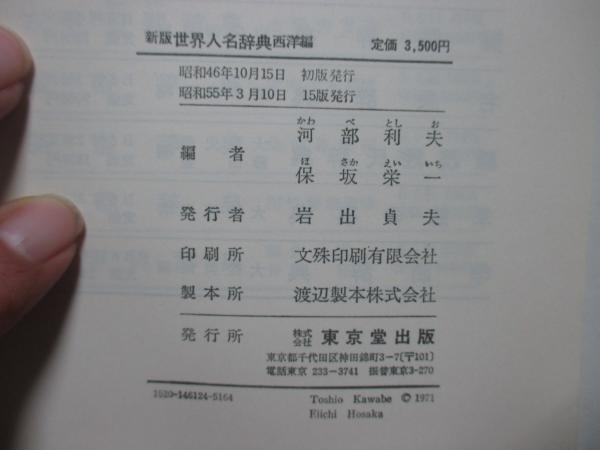 新版 世界人名辞典 西洋編 定価 3,500円
昭和46年10月15日 初版発行
昭和55年3月10日 15版発行
かわ べ とし お
河部利夫
編者
ほ さか えい いち
保坂栄一
発行者 岩出貞夫
印刷所 文殊印刷有限会社
製本所 渡辺製本株式会社
発行所 株式会社 東京堂出版
東京都千代田区神田錦町3-7〔〒101〕
電話東京 233-3741 振替東京3-270
1520-146124-5164 Toshio Kawabe © 1971
Eiichi Hosaka